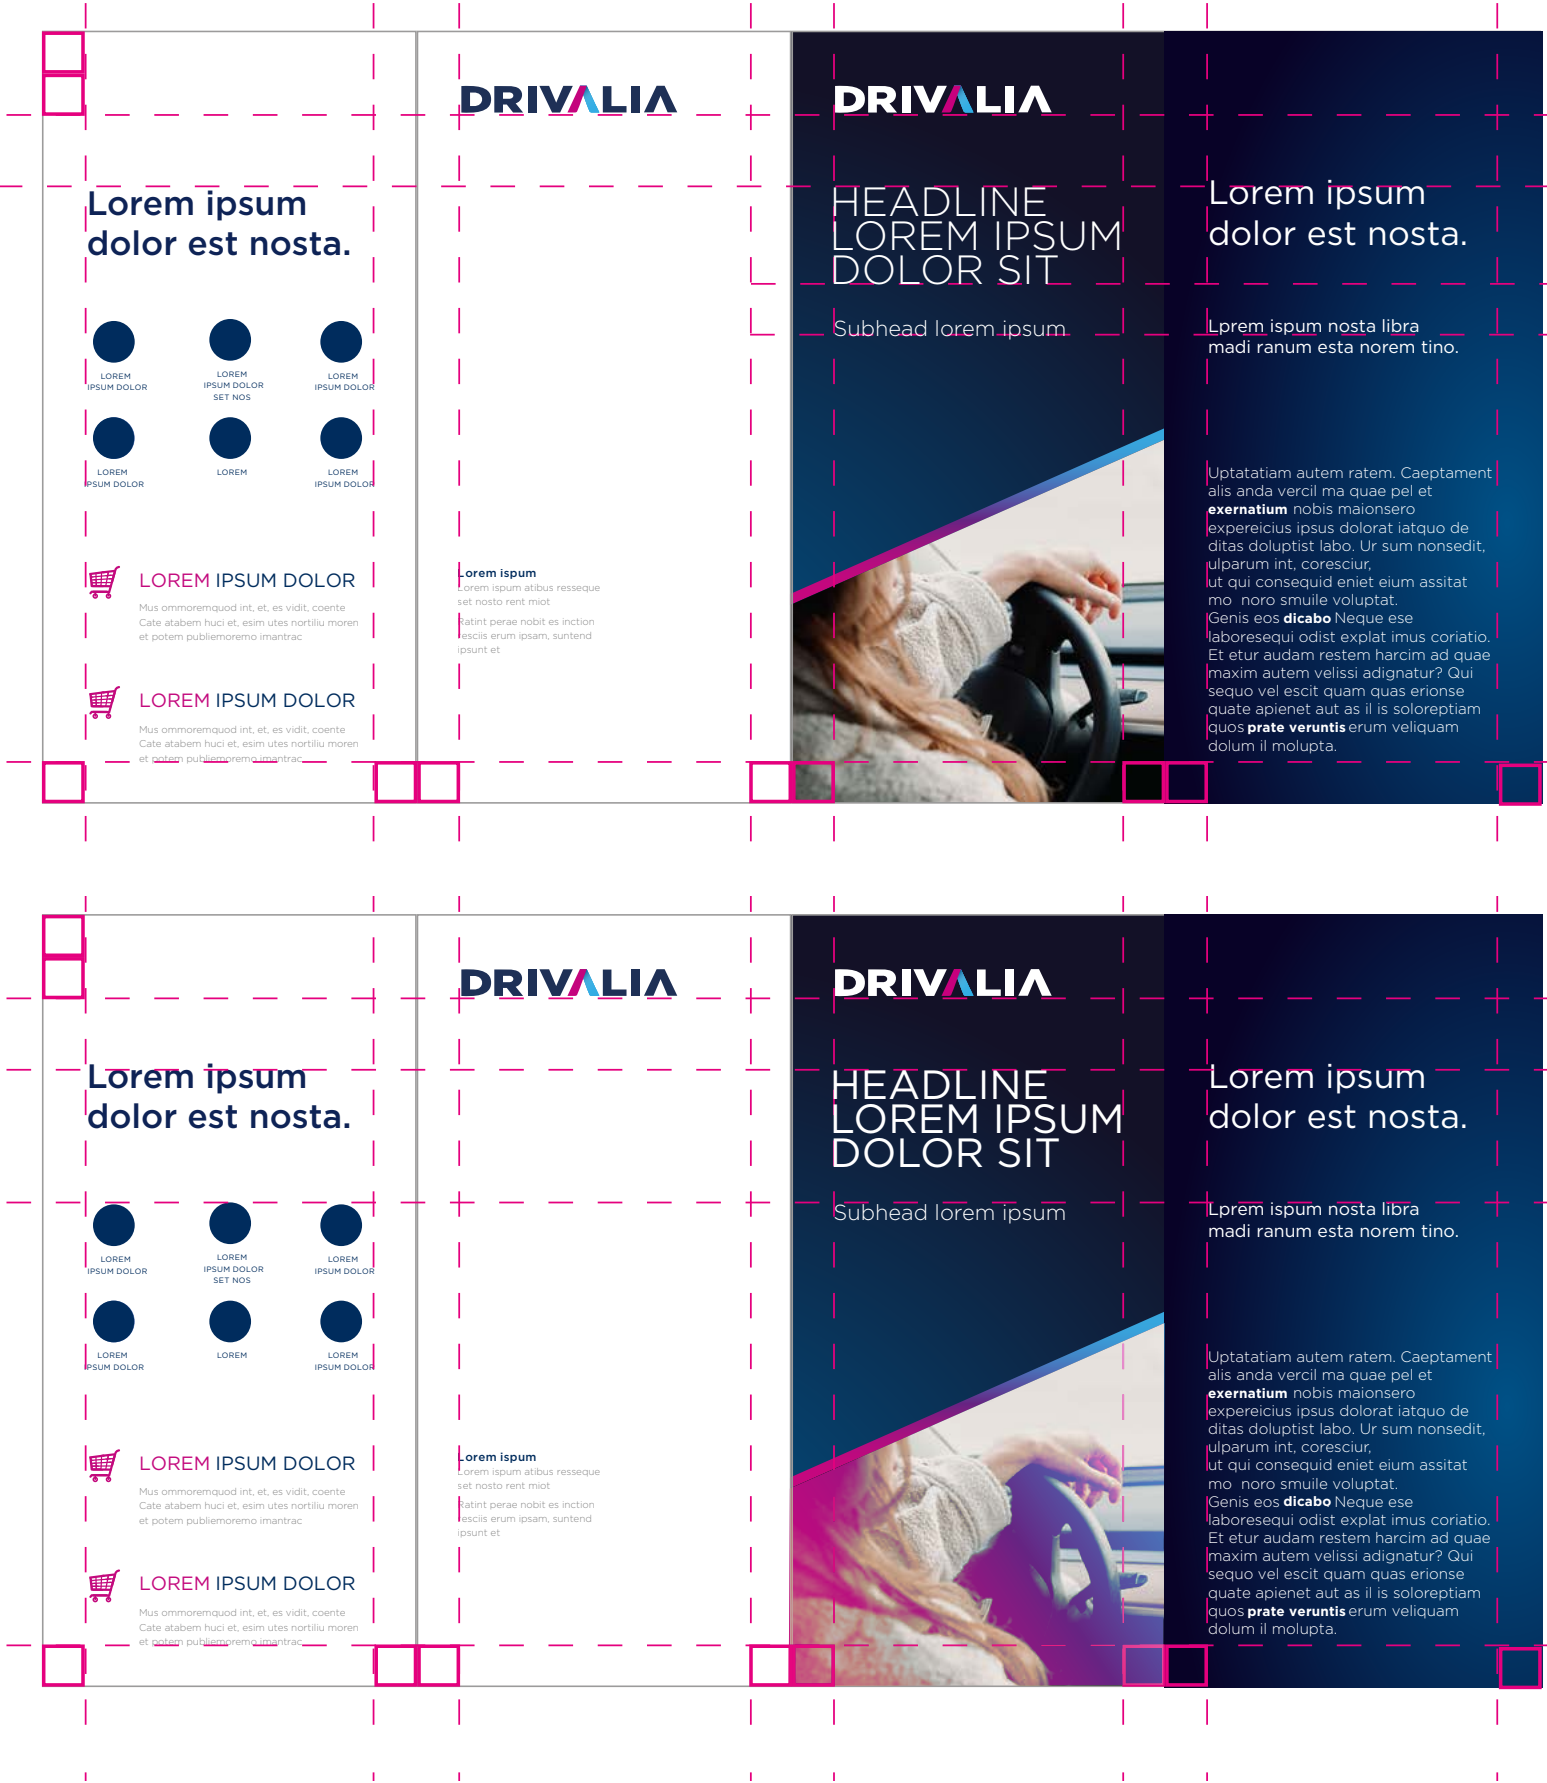 Lorem ipsum
dolor est nosta.
LOREM
IPSUM DOLOR
LOREM
IPSUM DOLOR
SET NOS
LOREM
IPSUM DOLOR
LOREM
IPSUM DOLOR
LOREM
LOREM
IPSUM DOLOR
LOREM IPSUM DOLOR
Mus ommoremquod int, et, es vidit, coente
Cate atabem huci et, esim utes nortiliu moren
et potem publiemoremo imantrac
LOREM IPSUM DOLOR
Mus ommoremquod int, et, es vidit, coente
Cate atabem huci et, esim utes nortiliu moren
et potem publiemoremo imantrac
DRIVALIA
Lorem ispum
Lorem ispum atibus resseque
set nosto rent miot
Ratint perae nobit es inction
resciis erum ipsam, suntend
ipsunt et
DRIVALIA
HEADLINE
LOREM IPSUM
DOLOR SIT
Subhead lorem ipsum
Lorem ipsum
dolor est nosta.
Lprem ispum nosta libra
madi ranum esta norem tino.
Uptatatiam autem ratem. Caeptament
alis anda vercil ma quae pel et
exernatium nobis maionsero
expereicius ipsus dolorat iatquo de
ditas doluptist labo. Ur sum nonsedit,
ulparum int, coresciur,
ut qui consequid eniet eium assitat
mo  noro smuile voluptat.
Genis eos dicabo Neque ese
laboresequi odist explat imus coriatio.
Et etur audam restem harcim ad quae
maxim autem velissi adignatur? Qui
sequo vel escit quam quas erionse
quate apienet aut as il is soloreptiam
quos prate veruntis erum veliquam
dolum il molupta.
Lorem ipsum
dolor est nosta.
LOREM
IPSUM DOLOR
LOREM
IPSUM DOLOR
SET NOS
LOREM
IPSUM DOLOR
LOREM
IPSUM DOLOR
LOREM
LOREM
IPSUM DOLOR
LOREM IPSUM DOLOR
Mus ommoremquod int, et, es vidit, coente
Cate atabem huci et, esim utes nortiliu moren
et potem publiemoremo imantrac
LOREM IPSUM DOLOR
Mus ommoremquod int, et, es vidit, coente
Cate atabem huci et, esim utes nortiliu moren
et potem publiemoremo imantrac
DRIVALIA
Lorem ispum
Lorem ispum atibus resseque
set nosto rent miot
Ratint perae nobit es inction
resciis erum ipsam, suntend
ipsunt et
DRIVALIA
HEADLINE
LOREM IPSUM
DOLOR SIT
Subhead lorem ipsum
Lorem ipsum
dolor est nosta.
Lprem ispum nosta libra
madi ranum esta norem tino.
Uptatatiam autem ratem. Caeptament
alis anda vercil ma quae pel et
exernatium nobis maionsero
expereicius ipsus dolorat iatquo de
ditas doluptist labo. Ur sum nonsedit,
ulparum int, coresciur,
ut qui consequid eniet eium assitat
mo  noro smuile voluptat.
Genis eos dicabo Neque ese
laboresequi odist explat imus coriatio.
Et etur audam restem harcim ad quae
maxim autem velissi adignatur? Qui
sequo vel escit quam quas erionse
quate apienet aut as il is soloreptiam
quos prate veruntis erum veliquam
dolum il molupta.